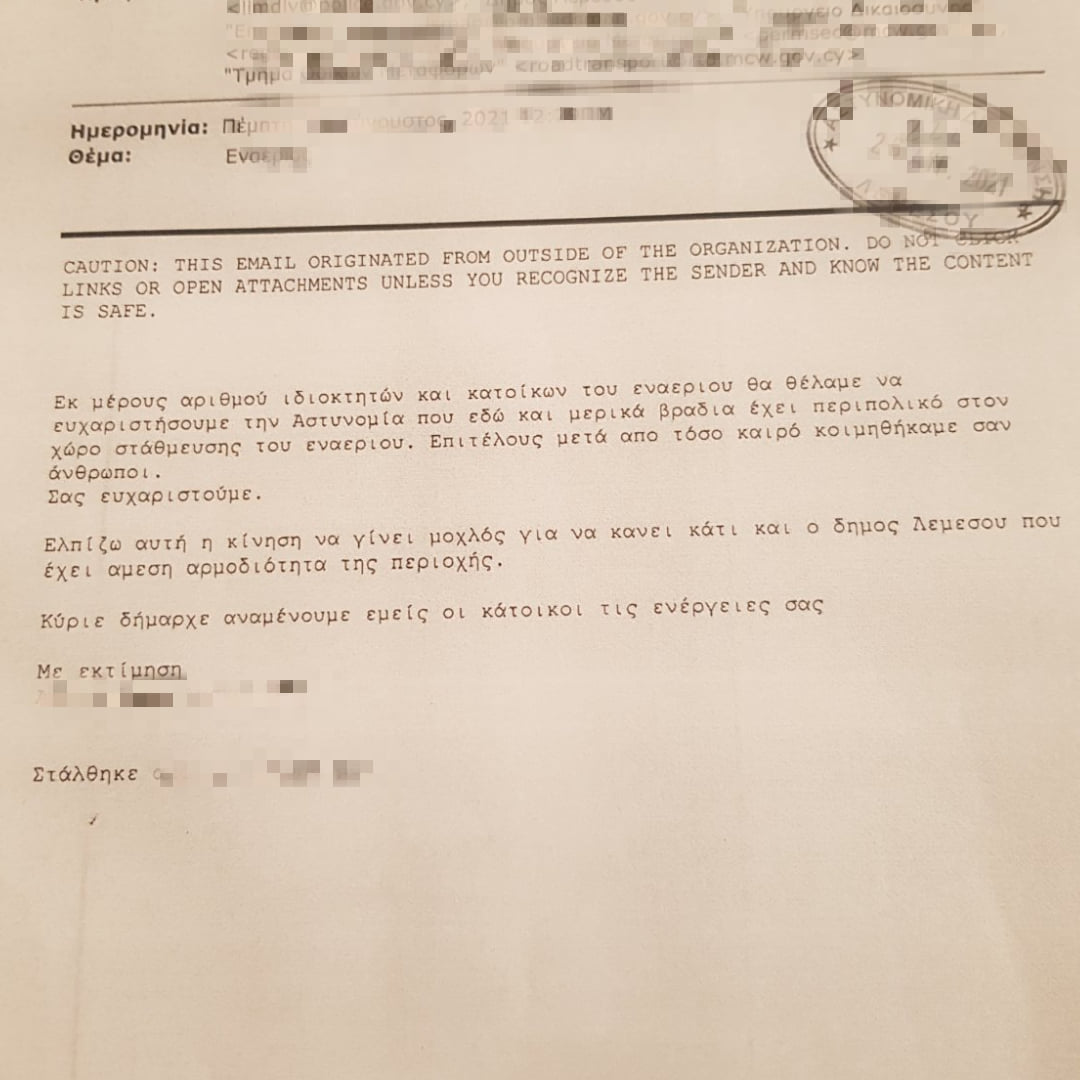 Δικαιοσύνης
"Τμήμα
Ημερομηνία: 2021
Θέμα:
2021
CAUTION: THIS EMAIL ORIGINATED FROM OUTSIDE OF THE ORGANIZATION. DO NOT CLICK
LINKS OR OPEN ATTACHMENTS UNLESS YOU RECOGNIZE THE SENDER AND KNOW THE CONTENT
IS SAFE.
Εκ μέρους αριθμού ιδιοκτητών και κατοίκων του εναεριου θα θέλαμε να
ευχαριστήσουμε την Αστυνομία που εδώ και μερικά βραδια έχει περιπολικό στον
χώρο στάθμευσης του εναεριου. Επιτέλους μετά απο τόσο καιρό κοιμηθήκαμε σαν
άνθρωποι.
Σας ευχαριστούμε.
Ελπίζω αυτή η κίνηση να γίνει μοχλός για να κανει κάτι και ο δημος Λεμεσου που
έχει αμεση αρμοδιότητα της περιοχής.
Κύριε δήμαρχε αναμένουμε εμείς οι κάτοικοι τις ενέργειες σας
Με εκτίμηση
Στάλθηκε